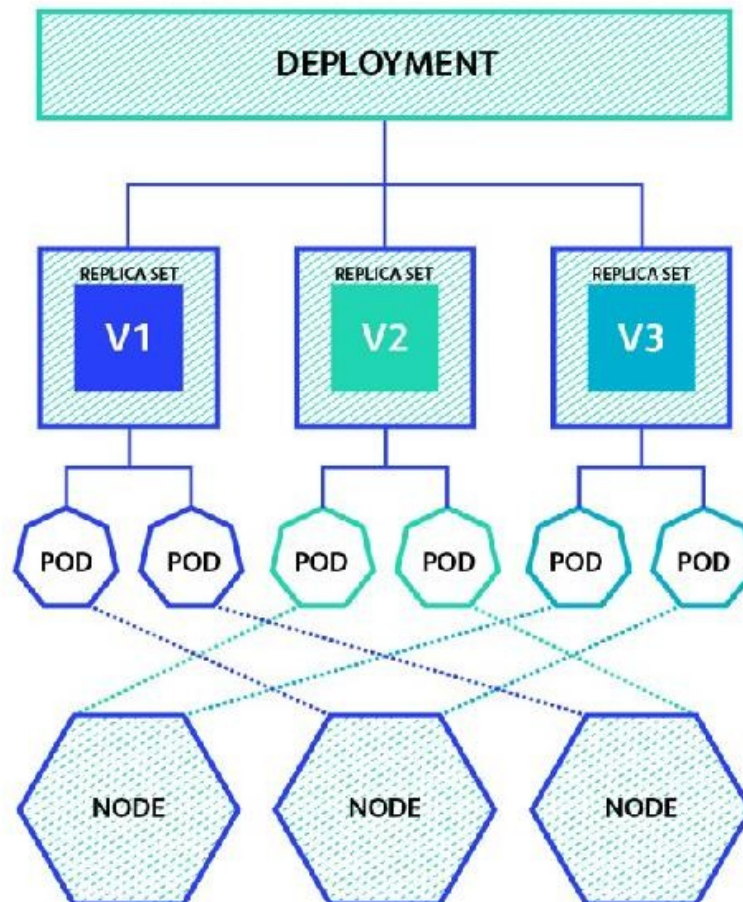 DEPLOYMENT
REPLICA SET
V1
REPLICA SET
V2
REPLICA SET
V3
POD
POD
POD
POD
POD
POD
NODE
NODE
NODE